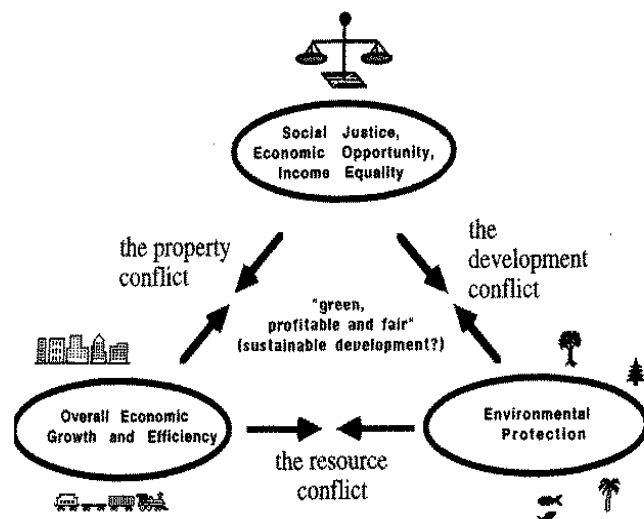 Social Justice,
Economic Opportunity,
Income Equality
the property
conflict
the
development
conflict
"green,
profitable and fair"
(sustainable development?)
Overall Economic
Growth and Efficiency
Environmental
Protection
the resource
conflict